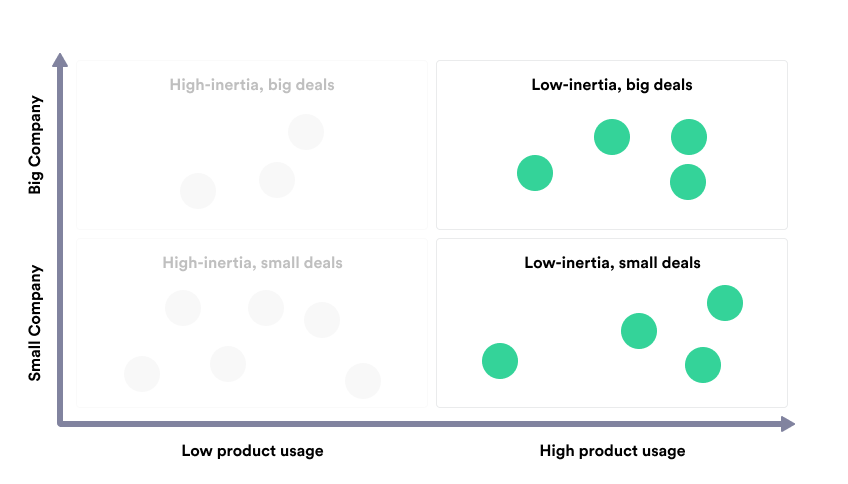 Big Company
High-inertia, big deals
Low-inertia, big deals
Small Company
High-inertia, small deals
Low-inertia, small deals
Low product usage
High product usage